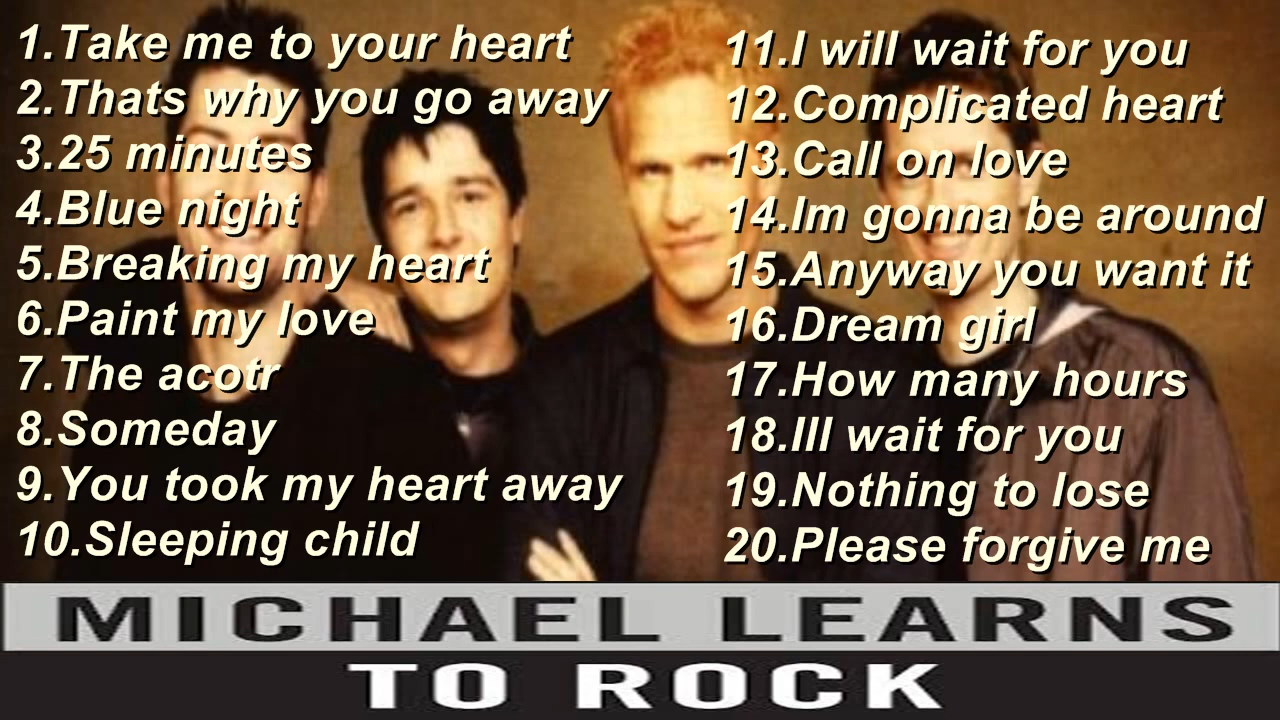 1.Take me to your heart
2.Thats why you go away
3.25 minutes
4.Blue night
5.Breaking my heart
6.Paint my love
7.The acotr
8.Someday
9.You took my heart away
10.Sleeping child
11.I will wait for you
12.Complicated heart
13.Call on love
14.Im gonna be around
15.Anyway you want it
16.Dream girl
17.How many hours
18.Ill wait for you
19.Nothing to lose
20.Please forgive me
MICHAEL LEARNS
TO ROCK